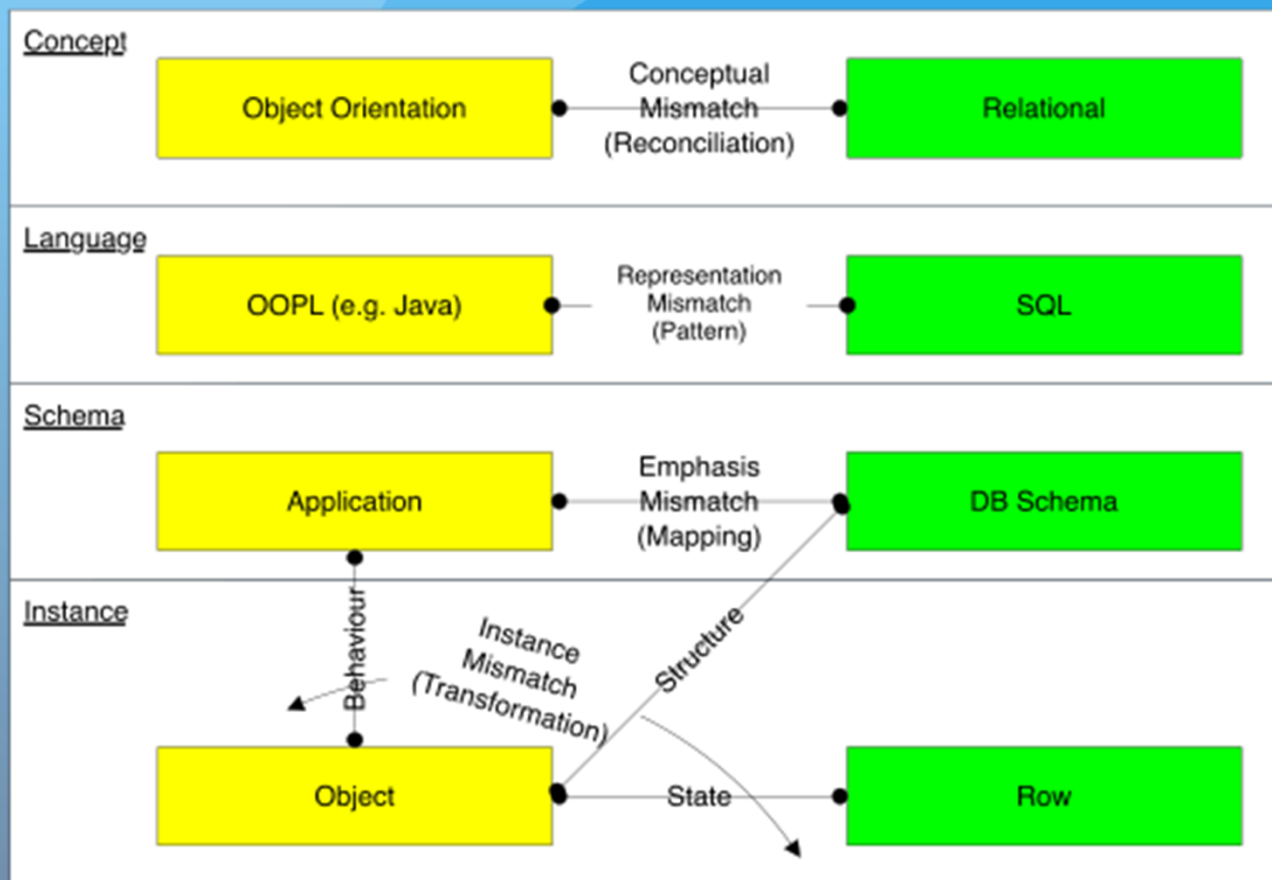 Concept
Object Orientation
Conceptual
Mismatch
(Reconciliation)
Relational
Language
OOPL (e.g. Java)
Representation
Mismatch
(Pattern)
SQL
Schema
Application
Emphasis
Mismatch
(Mapping)
DB Schema
Instance
Behaviour
Instance
Mismatch
(Transformation)
Structure
Object
State
Row